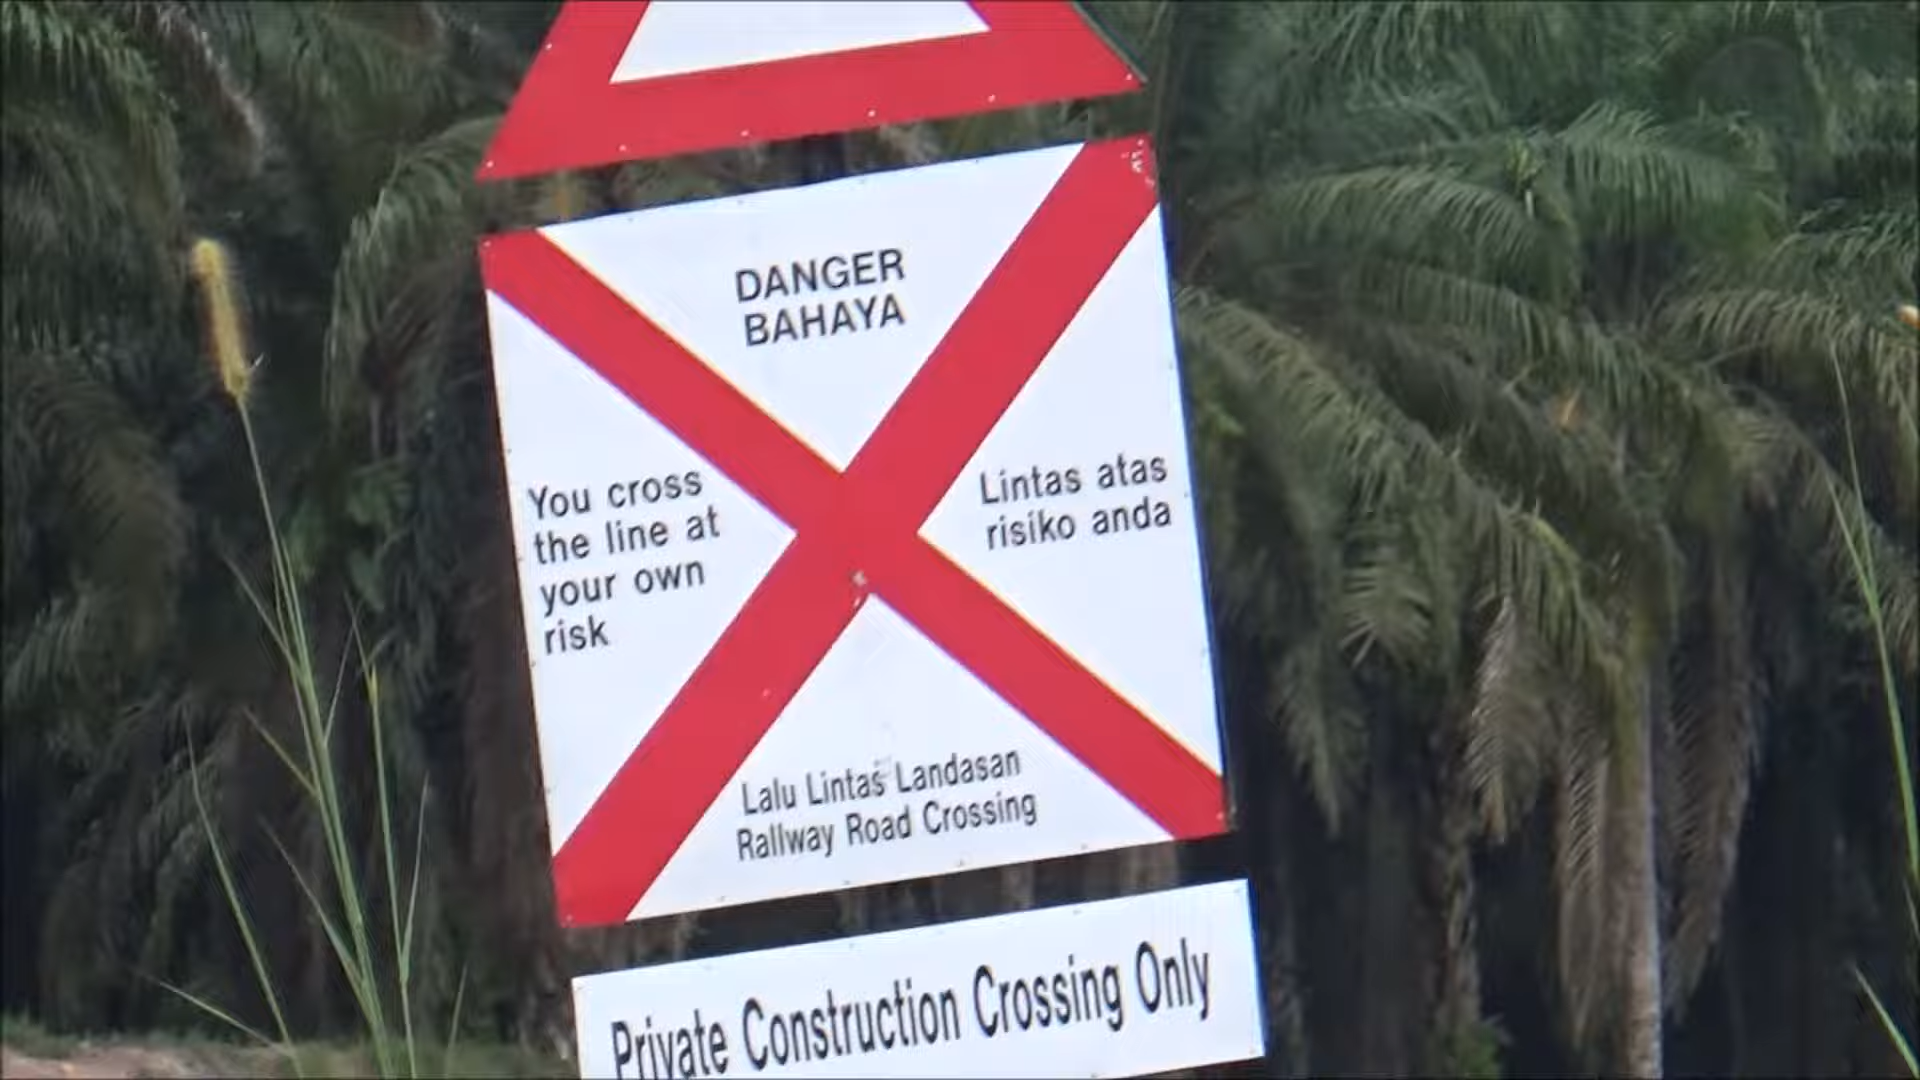 DANGER
BAHAYA
You cross
the line at
your own
risk
Lintas atas
risiko anda
Lalu Lintas Landasan
Rallway Road Crossing
Private Construction Crossing Only